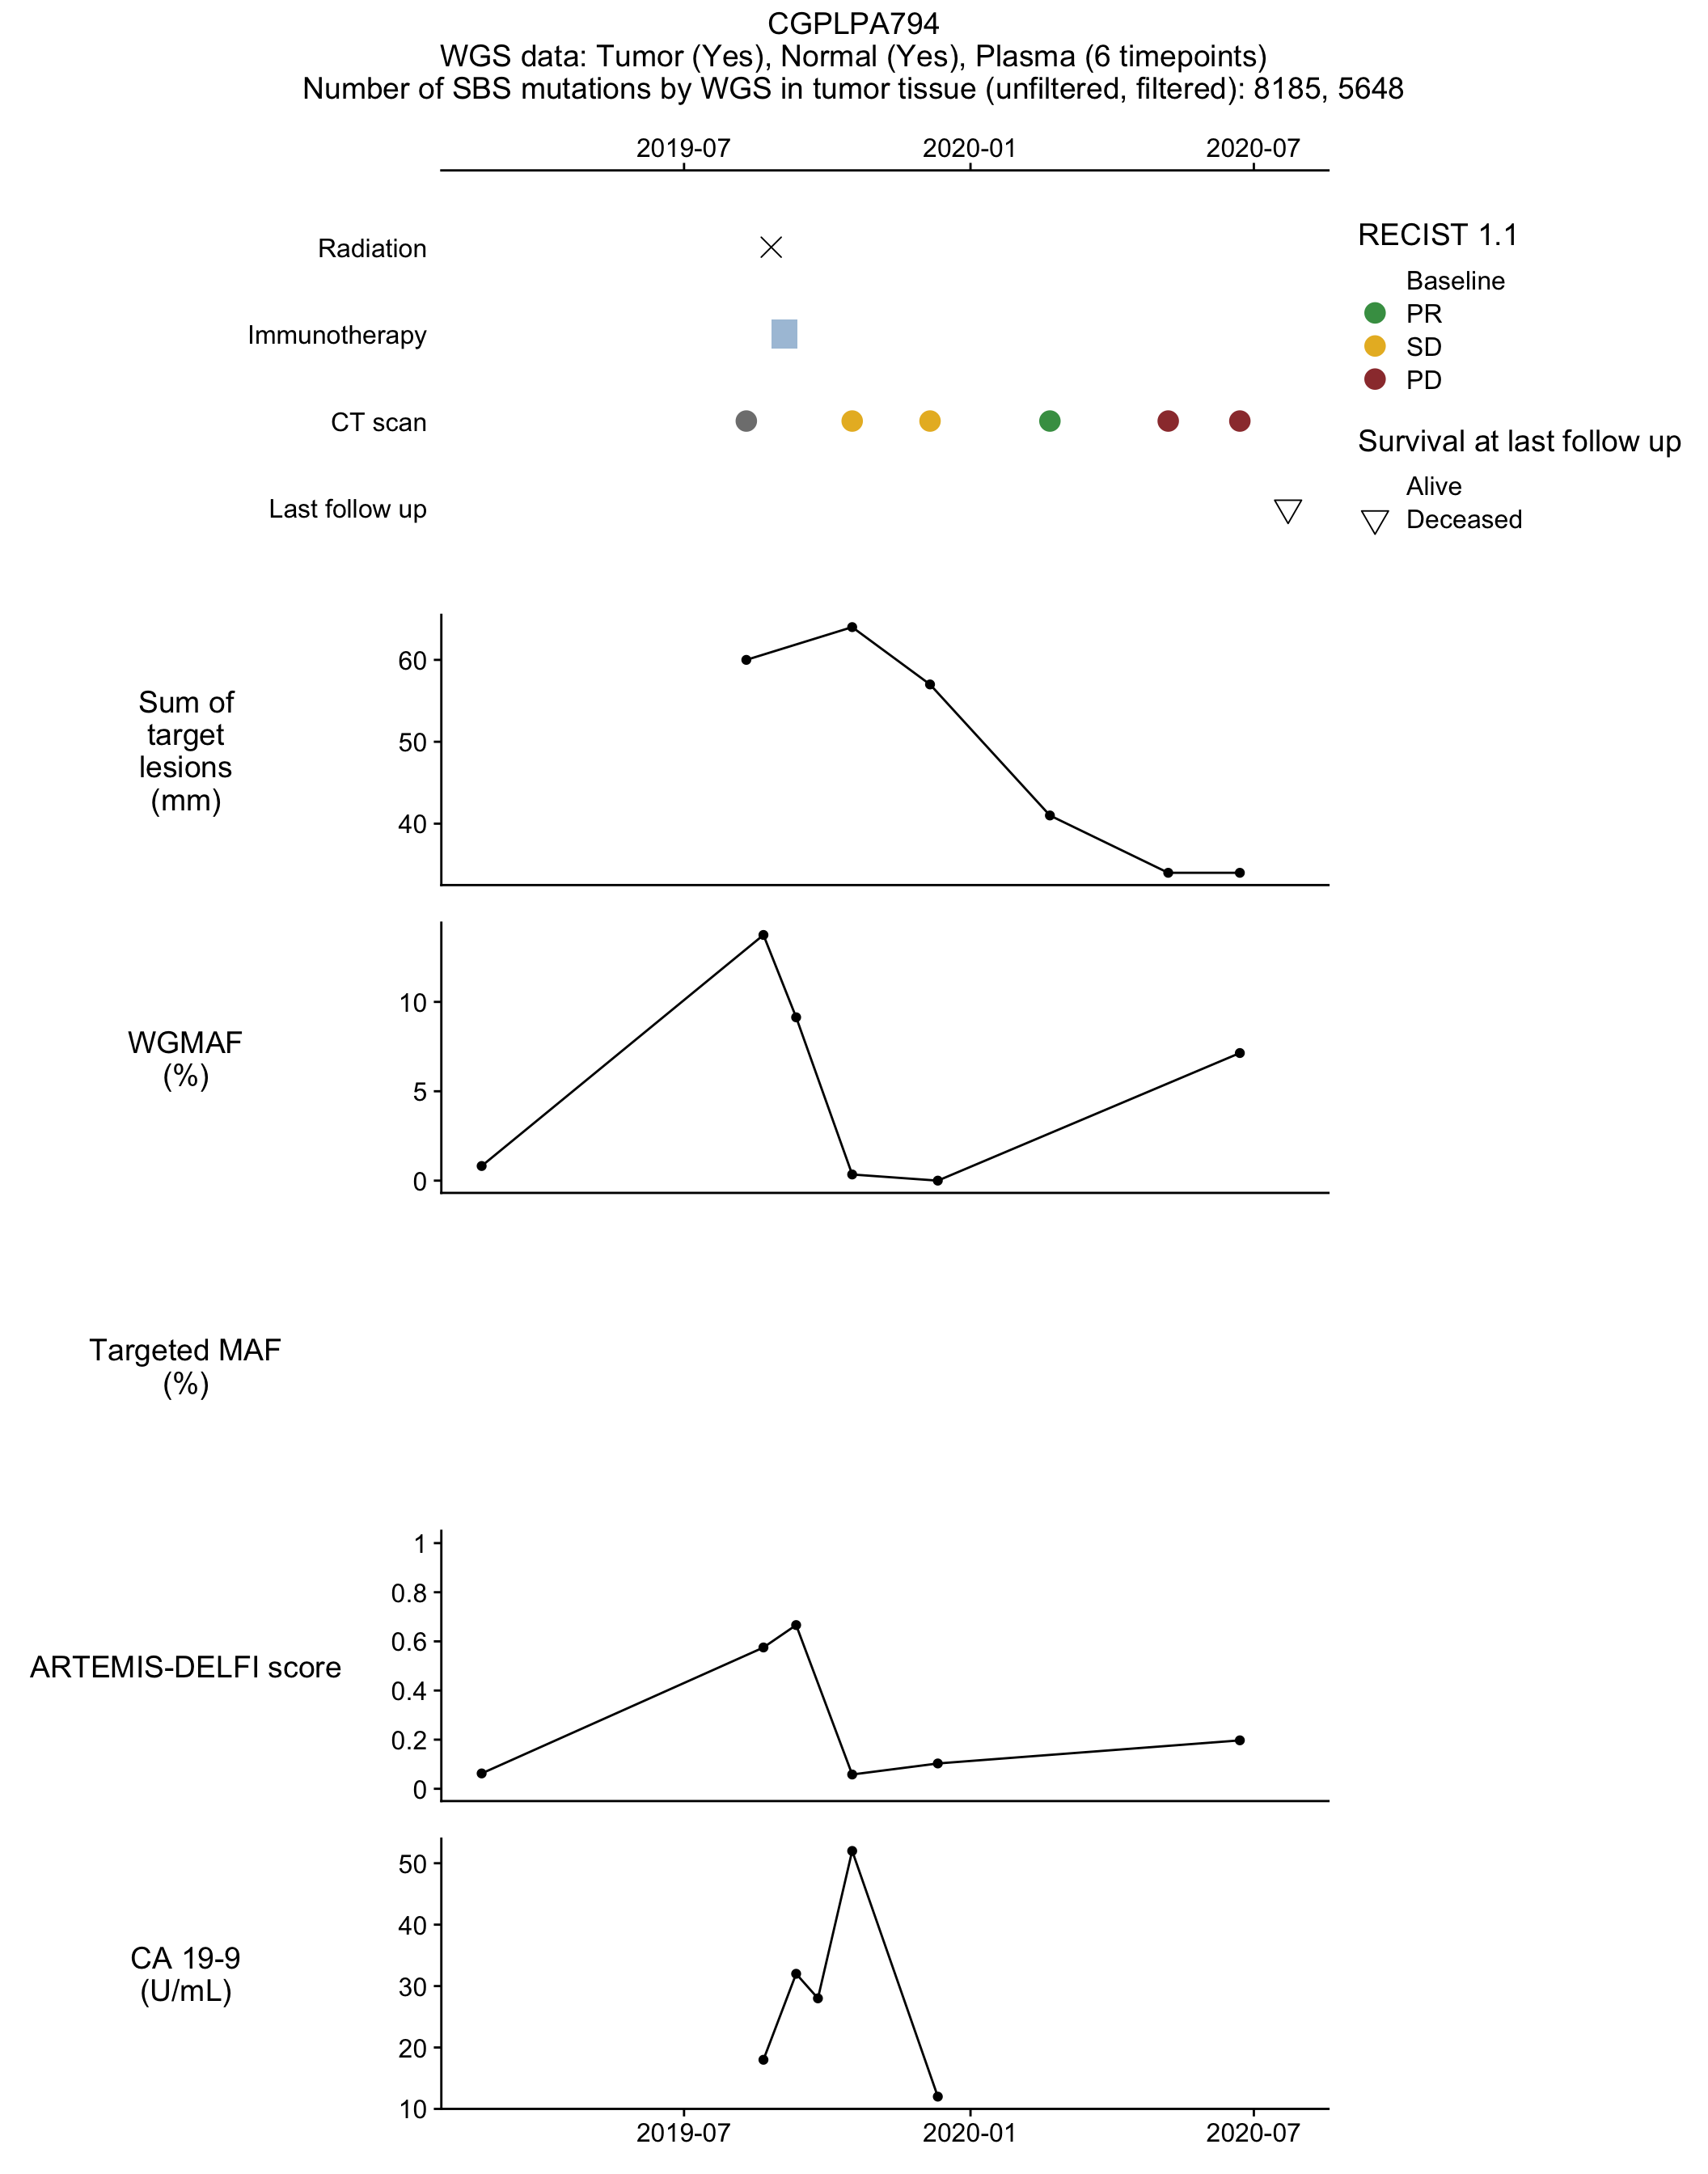 CGPLPA794
WGS data: Tumor (Yes), Normal (Yes), Plasma (6 timepoints)
Number of SBS mutations by WGS in tumor tissue (unfiltered, filtered): 8185, 5648
2019-07
2020-01
2020-07
Radiation
Immunotherapy
CT scan
Last follow up
RECIST 1.1
Baseline
PR
SD
PD
Survival at last follow up
Alive
Deceased
Sum of
target
lesions
(mm)
60
50
40
WGMAF
(%)
10
5
0
Targeted MAF
(%)
ARTEMIS-DELFI score
1
0.8
0.6
0.4
0.2
0
CA 19-9
(U/mL)
50
40
30
20
10
2019-07
2020-01
2020-07